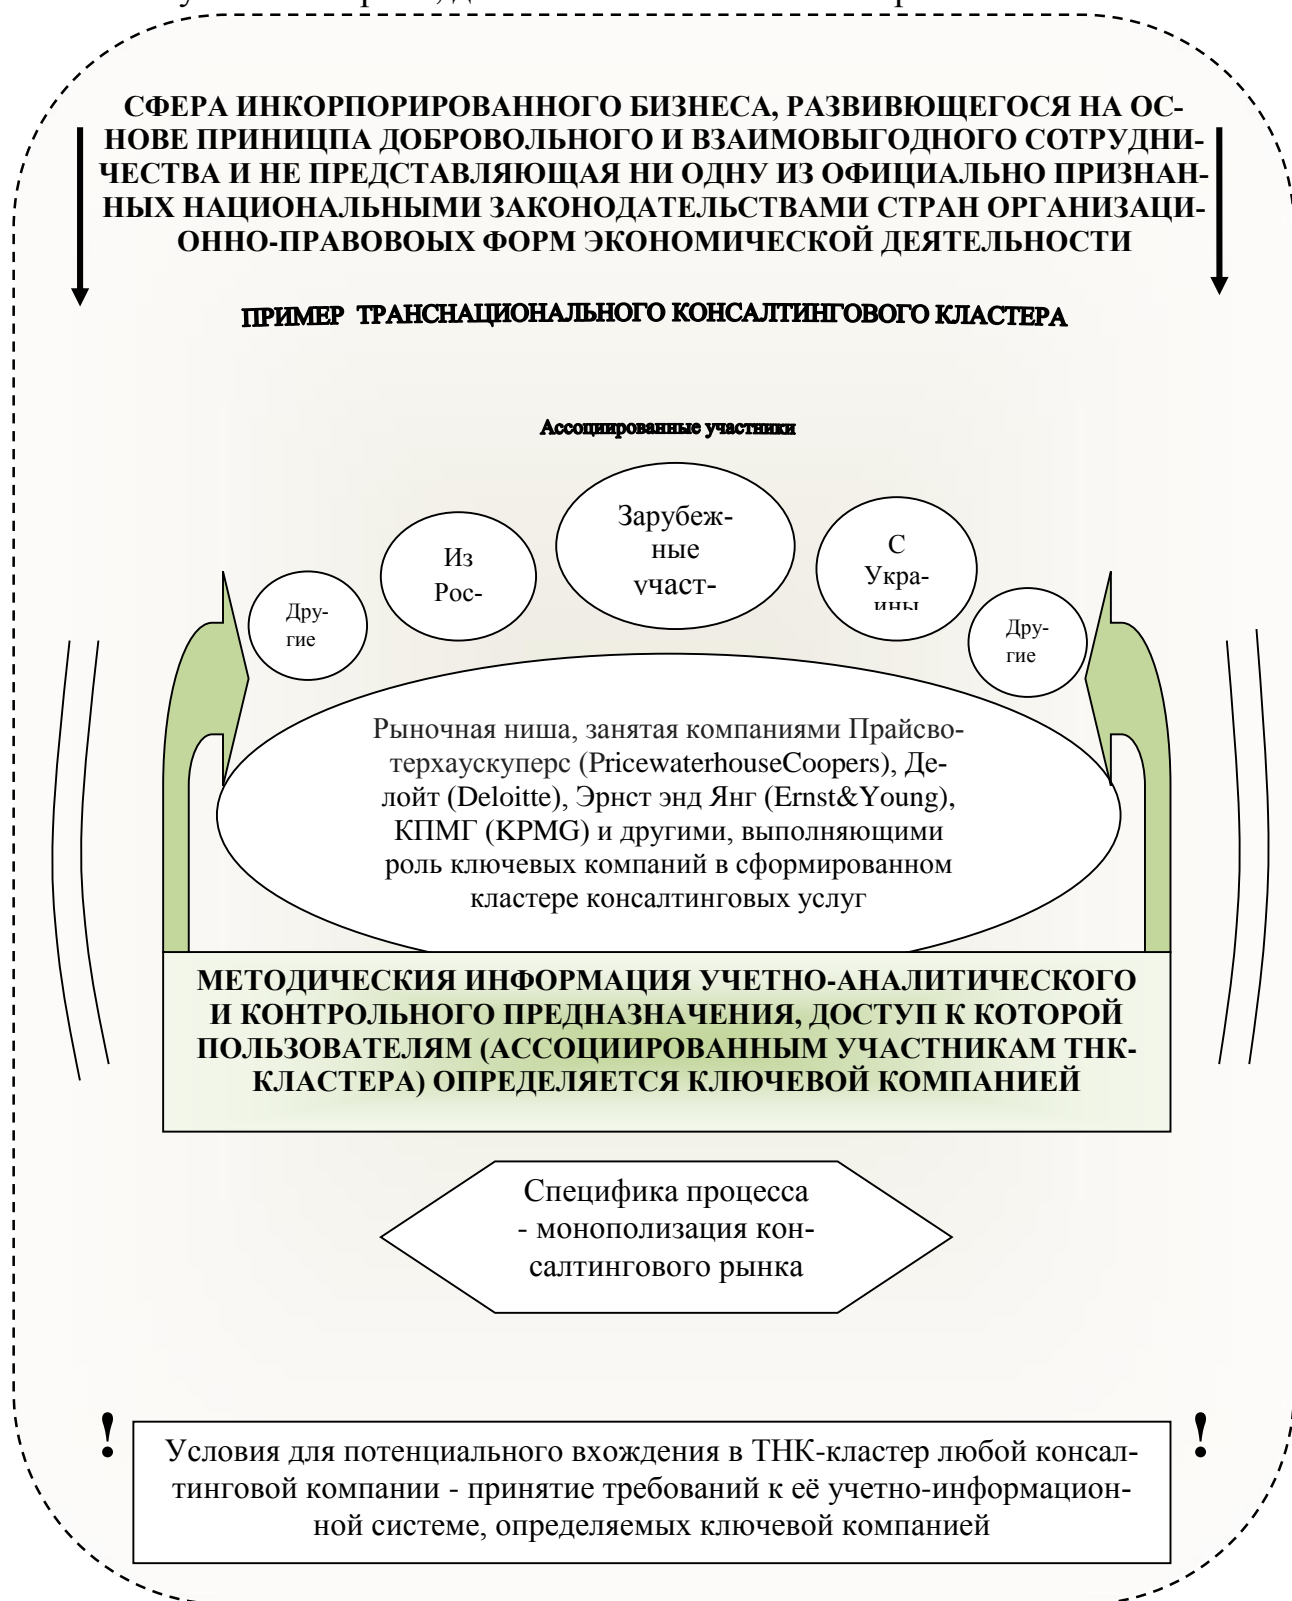 СФЕРА ИНКОРПОРИРОВАННОГО БИЗНЕСА, РАЗВИВЮЩЕГОСЯ НА ОС-
НОВЕ ПРИНИЦПА ДОБРОВОЛЬНОГО И ВЗАИМОВЫГОДНОГО СОТРУДНИ-
ЧЕСТВА И НЕ ПРЕДСТАВЛЯЮЩАЯ НИ ОДНУ ИЗ ОФИЦИАЛЬНО ПРИЗНАН-
НЫХ НАЦИОНАЛЬНЫМИ ЗАКОНОДАТЕЛЬСТВАМИ СТРАН ОРГАНИЗАЦИ-
ОННО-ПРАВОВОЫХ ФОРМ ЭКОНОМИЧЕСКОЙ ДЕЯТЕЛЬНОСТИ
ПРИМЕР ТРАНСНАЦИОНАЛЬНОГО КОНСАЛТИНГОВОГО КЛАСТЕРА
Ассоциированные участники
Дру-
гие
Из
Рос-
Зарубеж-
ные
участ-
С
Укра-
ины
Дру-
гие
Рыночная ниша, занятая компаниями Прайсво-
терхаускуперс (PricewaterhouseCoopers), Де-
лойт (Deloitte), Эрнст энд Янг (Ernst&Young),
КПМГ (KPMG) и другими, выполняющими
роль ключевых компаний в сформированном
кластере консалтинговых услуг
МЕТОДИЧЕСКИЯ ИНФОРМАЦИЯ УЧЕТНО-АНАЛИТИЧЕСКОГО
И КОНТРОЛЬНОГО ПРЕДНАЗНАЧЕНИЯ, ДОСТУП К КОТОРОЙ
ПОЛЬЗОВАТЕЛЯМ (АССОЦИИРОВАННЫМ УЧАСТНИКАМ ТНК-
КЛАСТЕРА) ОПРЕДЕЛЯЕТСЯ КЛЮЧЕВОЙ КОМПАНИЕЙ
Специфика процесса
- монополизация кон-
салтингового рынка
! !
Условия для потенциального вхождения в ТНК-кластер любой консал-
тинговой компании - принятие требований к её учетно-информацион-
ной системе, определяемых ключевой компанией